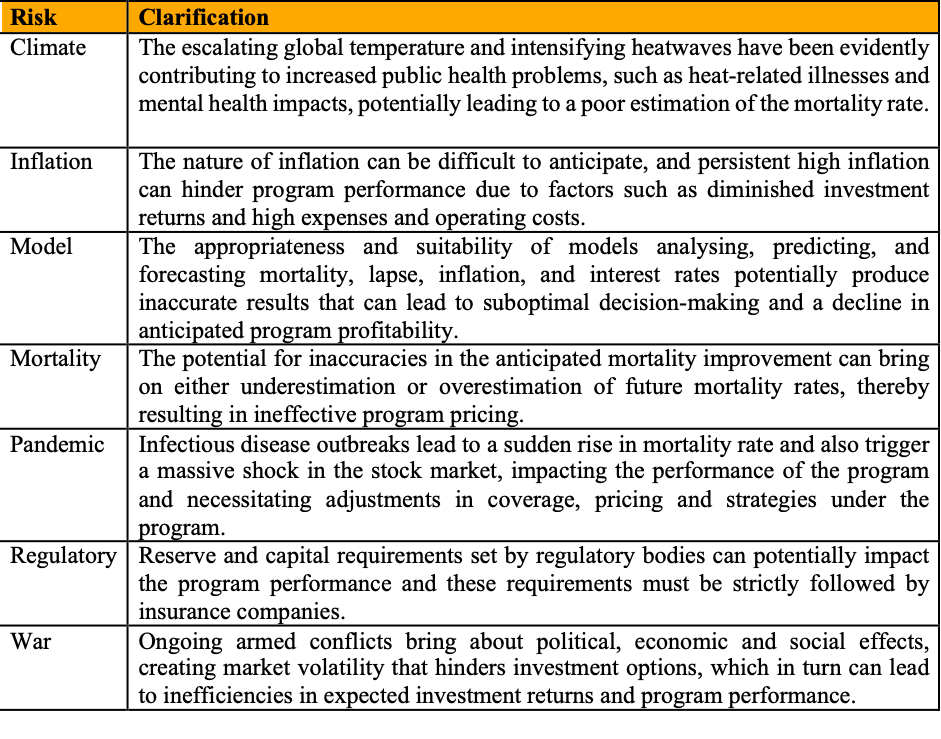 Risk Clarification
Climate The escalating global temperature and intensifying heatwaves have been evidently
contributing to increased public health problems, such as heat-related illnesses and
mental health impacts, potentially leading to a poor estimation of the mortality rate.
Inflation The nature of inflation can be difficult to anticipate, and persistent high inflation
can hinder program performance due to factors such as diminished investment
returns and high expenses and operating costs.
Model The appropriateness and suitability of models analysing, predicting, and
forecasting mortality, lapse, inflation, and interest rates potentially produce
inaccurate results that can lead to suboptimal decision-making and a decline in
anticipated program profitability.
Mortality The potential for inaccuracies in the anticipated mortality improvement can bring
on either underestimation or overestimation of future mortality rates, thereby
resulting in ineffective program pricing.
Pandemic Infectious disease outbreaks lead to a sudden rise in mortality rate and also trigger
a massive shock in the stock market, impacting the performance of the program
and necessitating adjustments in coverage, pricing and strategies under the
program.
Regulatory Reserve and capital requirements set by regulatory bodies can potentially impact
the program performance and these requirements must be strictly followed by
insurance companies.
War Ongoing armed conflicts bring about political, economic and social effects,
creating market volatility that hinders investment options, which in turn can lead
to inefficiencies in expected investment returns and program performance.